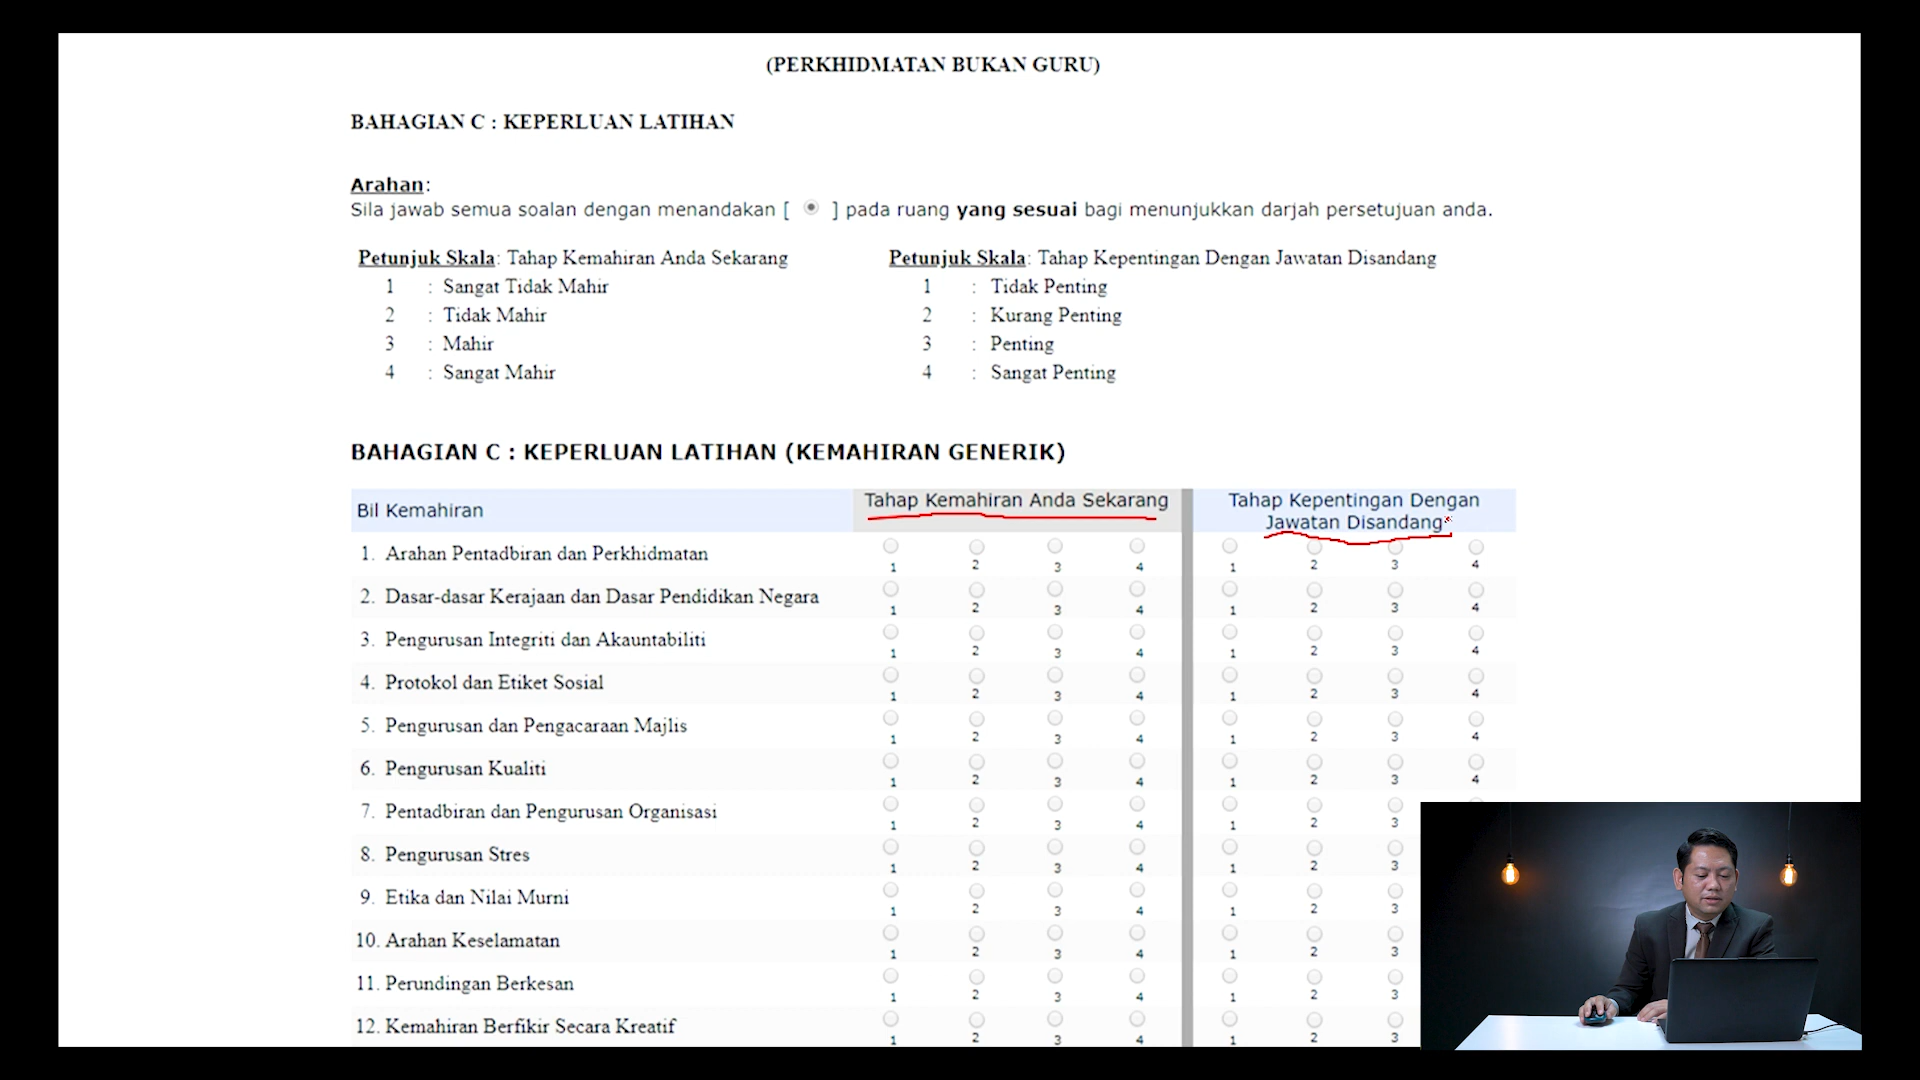 (PERKHIDMATAN BUKAN GURU)
BAHAGIAN C : KEPERLUAN LATIHAN
Arahan:
Sila jawab semua soalan dengan menandakan [ ] pada ruang yang sesuai bagi menunjukkan darjah persetujuan anda.
Petunjuk Skala: Tahap Kemahiran Anda Sekarang
1 : Sangat Tidak Mahir
2 : Tidak Mahir
3 : Mahir
4 : Sangat Mahir
Petunjuk Skala: Tahap Kepentingan Dengan Jawatan Disandang
1 : Tidak Penting
2 : Kurang Penting
3 : Penting
4 : Sangat Penting
BAHAGIAN C : KEPERLUAN LATIHAN (KEMAHIRAN GENERIK)
Bil Kemahiran
Tahap Kemahiran Anda Sekarang
Tahap Kepentingan Dengan
Jawatan Disandang
1. Arahan Pentadbiran dan Perkhidmatan
1 2 3 4 1 2 3 4
2. Dasar-dasar Kerajaan dan Dasar Pendidikan Negara
1 2 3 4 1 2 3 4
3. Pengurusan Integriti dan Akauntabiliti
1 2 3 4 1 2 3 4
4. Protokol dan Etiket Sosial
1 2 3 4 1 2 3 4
5. Pengurusan dan Pengacaraan Majlis
1 2 3 4 1 2 3 4
6. Pengurusan Kualiti
1 2 3 4 1 2 3 4
7. Pentadbiran dan Pengurusan Organisasi
1 2 3 4 1 2 3
8. Pengurusan Stres
1 2 3 4 1 2 3
9. Etika dan Nilai Murni
1 2 3 4 1 2 3
10. Arahan Keselamatan
1 2 3 4 1 2 3
11. Perundingan Berkesan
1 2 3 4 1 2 3
12. Kemahiran Berfikir Secara Kreatif
1 2 3 4 1 2 3